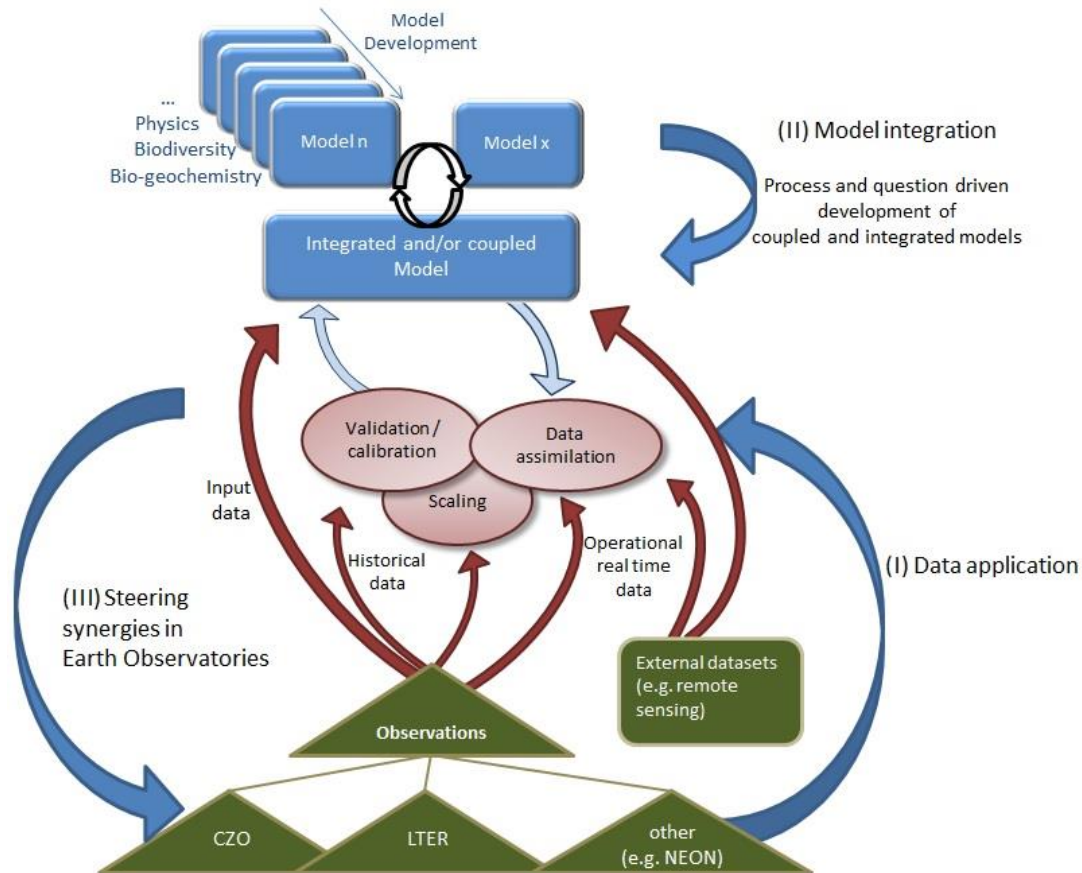 Model
Development
...
Physics
Biodiversity
Bio-geochemistry
Model n
Model x
(II) Model integration
Process and question driven
development of
coupled and integrated models
Integrated and/or coupled
Model
Validation /
calibration
Data
assimilation
Scaling
Input
data
Historical
data
Operational
real time
data
(I) Data application
(III) Steering
synergies in
Earth Observatories
External datasets
(e.g. remote
sensing)
Observations
CZO
LTER
other
(e.g. NEON)